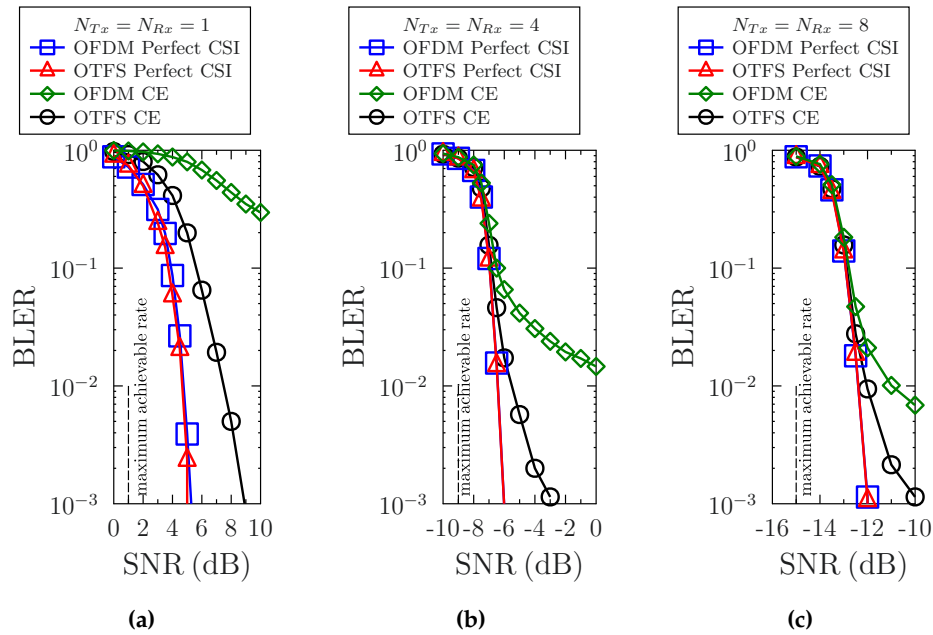 N_{Tx} = N_{Rx} = 1
OFDM Perfect CSI
OTFS Perfect CSI
OFDM CE
OTFS CE
10^0
10^{−1}
10^{−2}
10^{−3}
BLER
maximum achievable rate
0 2 4 6 8 10
SNR (dB)
(a)
N_{Tx} = N_{Rx} = 4
OFDM Perfect CSI
OTFS Perfect CSI
OFDM CE
OTFS CE
10^0
10^{−1}
10^{−2}
10^{−3}
BLER
maximum achievable rate
-10 -8 -6 -4 -2 0
SNR (dB)
(b)
N_{Tx} = N_{Rx} = 8
OFDM Perfect CSI
OTFS Perfect CSI
OFDM CE
OTFS CE
10^0
10^{−1}
10^{−2}
10^{−3}
BLER
maximum achievable rate
-16 -14 -12 -10
SNR (dB)
(c)